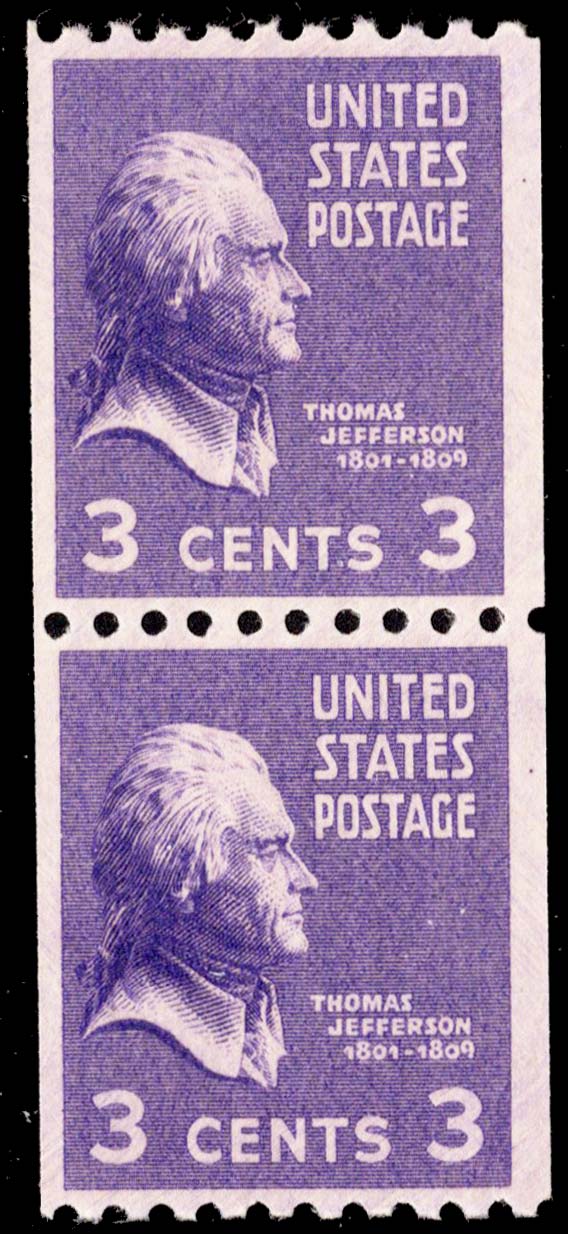 UNITED
STATES
POSTAGE
THOMAS
JEFFERSON
1801-1809
3 CENTS 3
UNITED
STATES
POSTAGE
THOMAS
JEFFERSON
1801-1809
3 CENTS 3